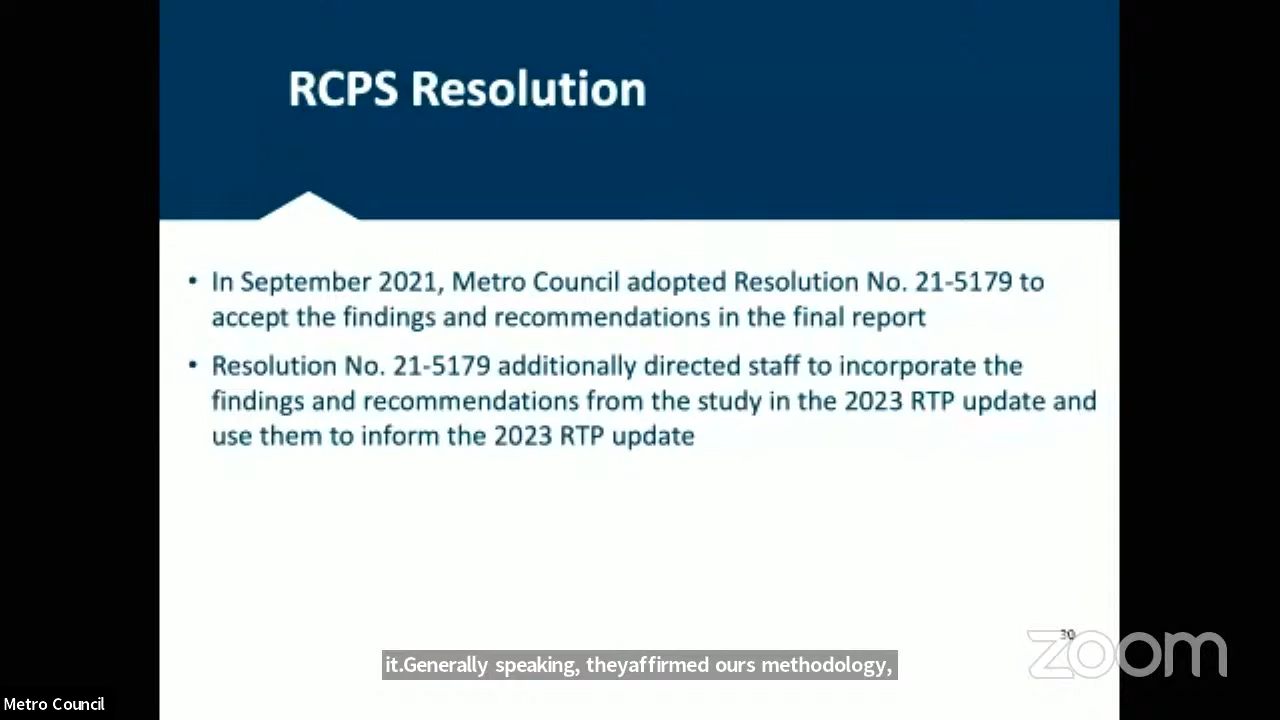 RCPS Resolution
• In September 2021, Metro Council adopted Resolution No. 21-5179 to
accept the findings and recommendations in the final report
• Resolution No. 21-5179 additionally directed staff to incorporate the
findings and recommendations from the study in the 2023 RTP update and
use them to inform the 2023 RTP update
30
zoom
it.Generally speaking, theyaffirmed ours methodology,
Metro Council